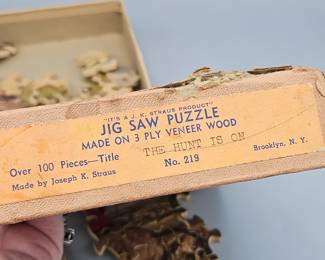 "IT'S A J. K. STRAUS PRODUCT"
JIG SAW PUZZLE
MADE ON 3 PLY VENEER WOOD
Over 100 Pieces—Title THE HUNT IS ON
Made by Joseph K. Straus No. 219 Brooklyn, N. Y.